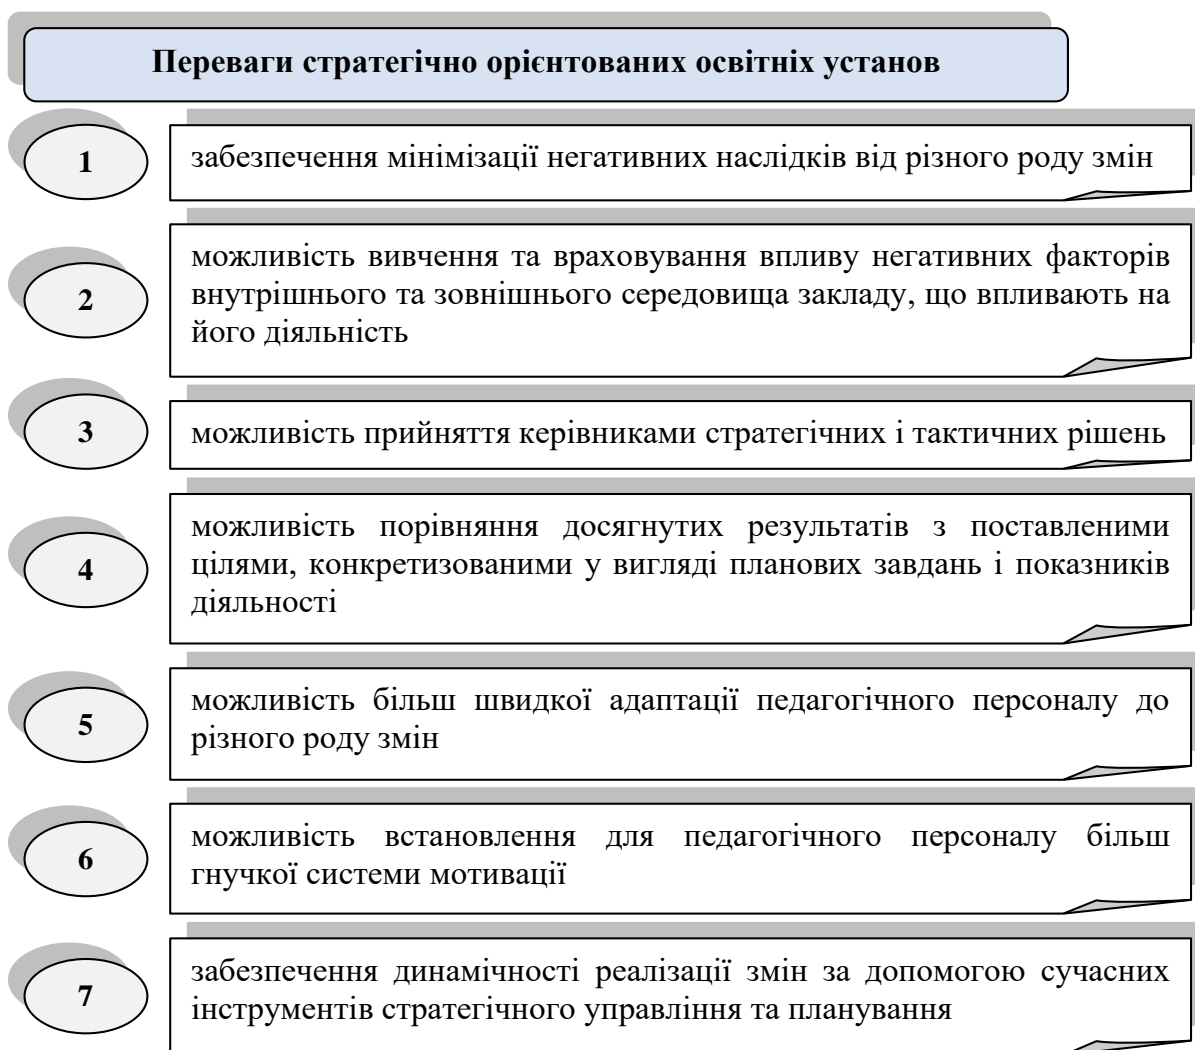 Переваги стратегічно орієнтованих освітніх установ
1
забезпечення мінімізації негативних наслідків від різного роду змін
2
можливість вивчення та враховування впливу негативних факторів
внутрішнього та зовнішнього середовища закладу, що впливають на
його діяльність
3
можливість прийняття керівниками стратегічних і тактичних рішень
4
можливість порівняння досягнутих результатів з поставленими
цілями, конкретизованими у вигляді планових завдань і показників
діяльності
5
можливість більш швидкої адаптації педагогічного персоналу до
різного роду змін
6
можливість встановлення для педагогічного персоналу більш
гнучкої системи мотивації
7
забезпечення динамічності реалізації змін за допомогою сучасних
інструментів стратегічного управління та планування